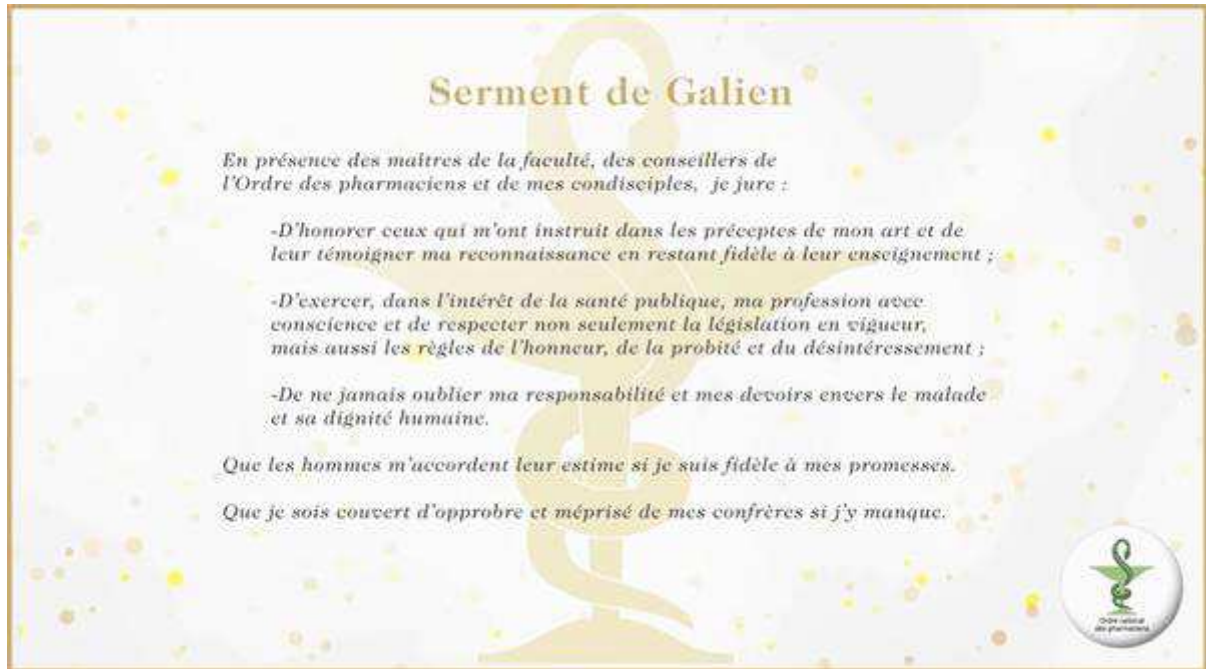 Serment de Galien
En présence des maîtres de la faculté, des conseillers de
l'Ordre des pharmaciens et de mes condisciples, je jure :
-D'honorer ceux qui m'ont instruit dans les préceptes de mon art et de
leur témoigner ma reconnaissance en restant fidèle à leur enseignement ;
-D'exercer, dans l'intérêt de la santé publique, ma profession avec
conscience et de respecter non seulement la législation en vigueur,
mais aussi les règles de l'honneur, de la probité et du désintéressement ;
-De ne jamais oublier ma responsabilité et mes devoirs envers le malade
et sa dignité humaine.
Que les hommes m'accordent leur estime si je suis fidèle à mes promesses.
Que je sois couvert d'opprobre et méprisé de mes confrères si j'y manque.
Ordre national
des pharmaciens